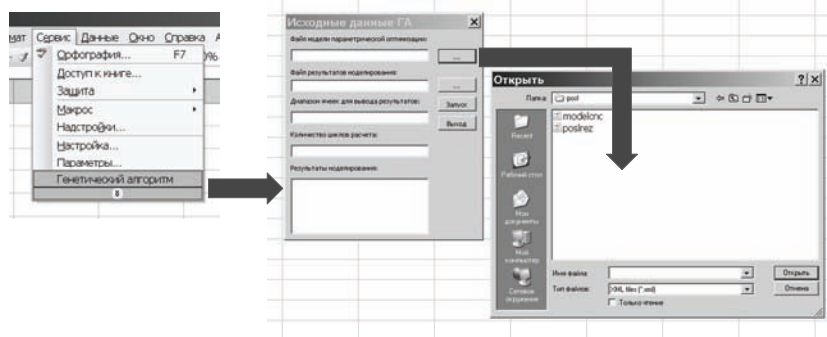 мат Сервис Данные Окно Справка
Орфография... F7
Доступ к книге...
Защита
Макрос
Надстройки...
Настройка...
Параметры...
Генетический алгоритм
Исходные данные ГА
Файл модели параметрической оптимизации:
...
Файл результатов моделирования:
...
Диапазон ячеек для вывода результатов:
Запуск
Выход
Количество циклов расчета:
Результаты моделирования:
Открыть
Папка: posl
modelcnc
poslrez
Recent
Рабочий стол
Мои документы
Мой компьютер
Сетевое окружение
Имя файла:
Открыть
Тип файлов: XML files (*.xml)
Отмена
Только чтение